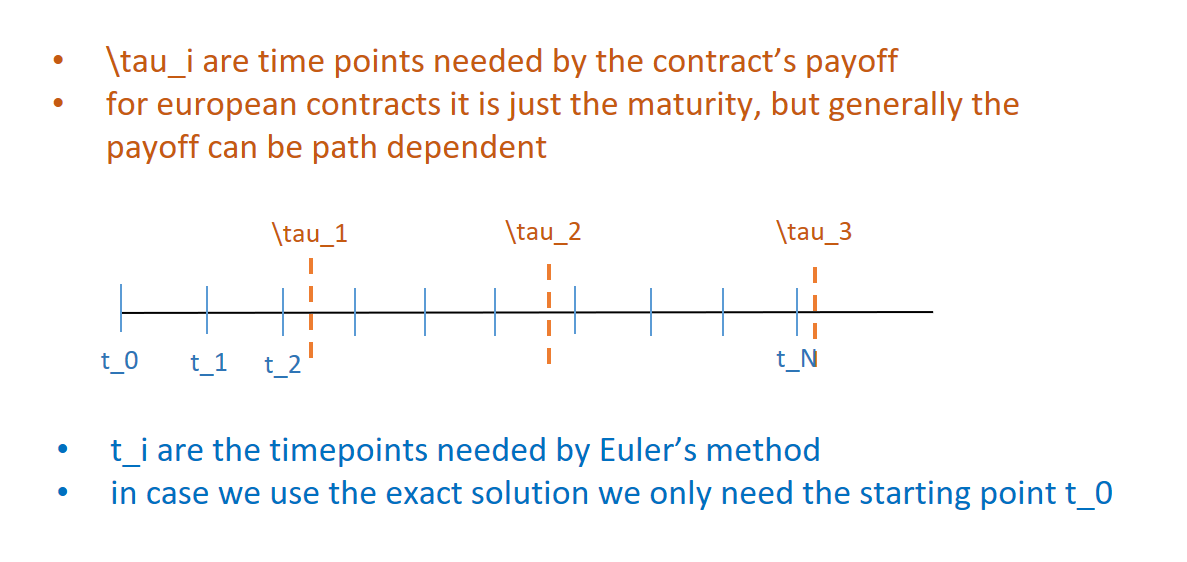 • \tau_i are time points needed by the contract’s payoff
• for european contracts it is just the maturity, but generally the
payoff can be path dependent
\tau_1
\tau_2
\tau_3
t_0
t_1
t_2
t_N
• t_i are the timepoints needed by Euler’s method
• in case we use the exact solution we only need the starting point t_0